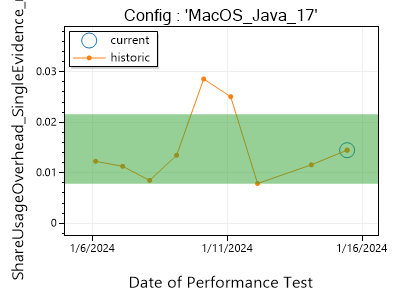 Config : 'MacOS_Java_17'
current
historic
ShareUsageOverhead_SingleEvidence_
0.03
0.02
0.01
0
1/6/2024
1/11/2024
1/16/2024
Date of Performance Test